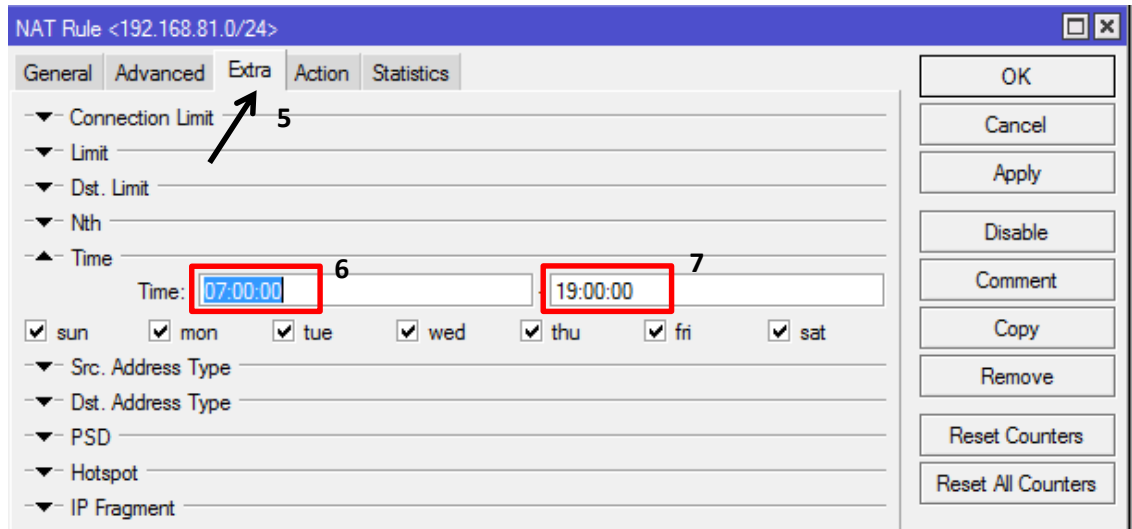 NAT Rule <192.168.81.0/24>
General Advanced Extra Action Statistics
5
Connection Limit
Limit
Dst. Limit
Nth
Time
6
7
Time: 07:00:00 - 19:00:00
sun mon tue wed thu fri sat
Src. Address Type
Dst. Address Type
PSD
Hotspot
IP Fragment
OK
Cancel
Apply
Disable
Comment
Copy
Remove
Reset Counters
Reset All Counters